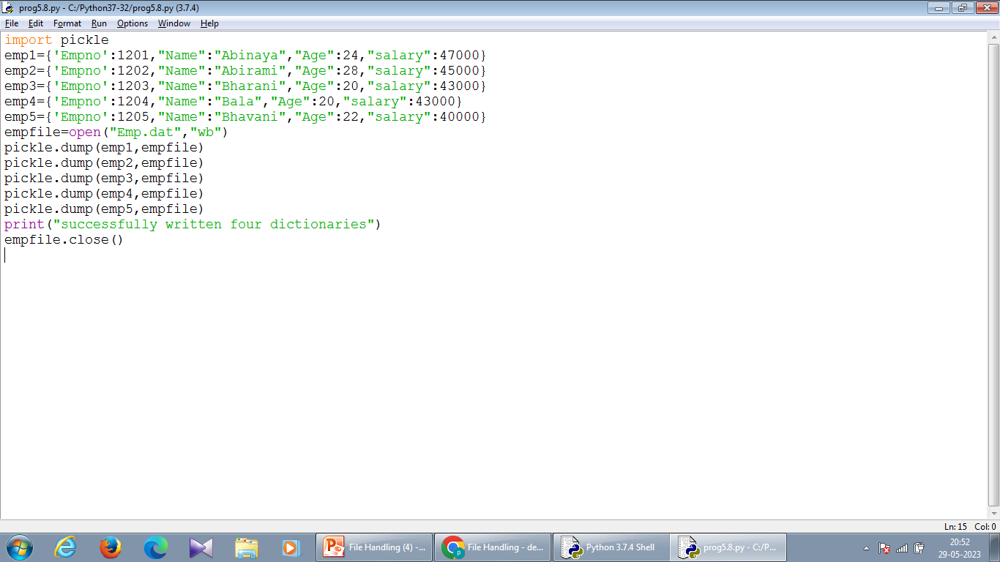 prog5.8.py - C:/Python37-32/prog5.8.py (3.7.4)
File Edit Format Run Options Window Help
import pickle
emp1={'Empno':1201,"Name":"Abinaya","Age":24,"salary":47000}
emp2={'Empno':1202,"Name":"Abirami","Age":28,"salary":45000}
emp3={'Empno':1203,"Name":"Bharani","Age":20,"salary":43000}
emp4={'Empno':1204,"Name":"Bala","Age":20,"salary":43000}
emp5={'Empno':1205,"Name":"Bhavani","Age":22,"salary":40000}
empfile=open("Emp.dat","wb")
pickle.dump(emp1,empfile)
pickle.dump(emp2,empfile)
pickle.dump(emp3,empfile)
pickle.dump(emp4,empfile)
pickle.dump(emp5,empfile)
print("successfully written four dictionaries")
empfile.close()
Ln: 15 Col: 0
File Handling (4) -... File Handling - de... Python 3.7.4 Shell prog5.8.py - C:/P...
20:52
29-05-2023